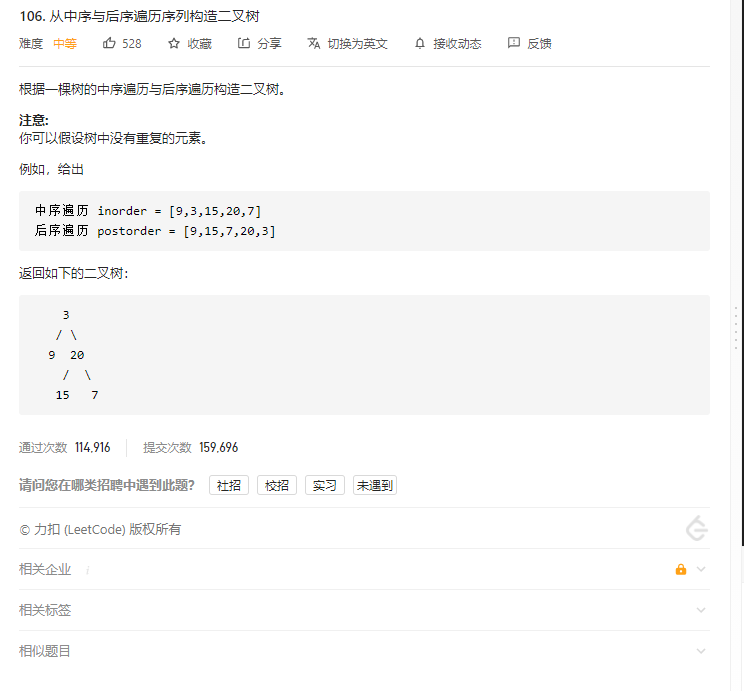 106. 从中序与后序遍历序列构造二叉树
难度 中等 528 收藏 分享 切换为英文 接收动态 反馈
根据一棵树的中序遍历与后序遍历构造二叉树。
注意:
你可以假设树中没有重复的元素。
例如，给出
中序遍历 inorder = [9,3,15,20,7]
后序遍历 postorder = [9,15,7,20,3]
返回如下的二叉树：
3
/ \
9 20
/ \
15 7
通过次数 114,916 提交次数 159,696
请问您在哪类招聘中遇到此题？ 社招 校招 实习 未遇到
© 力扣 (LeetCode) 版权所有
相关企业 i
相关标签
相似题目